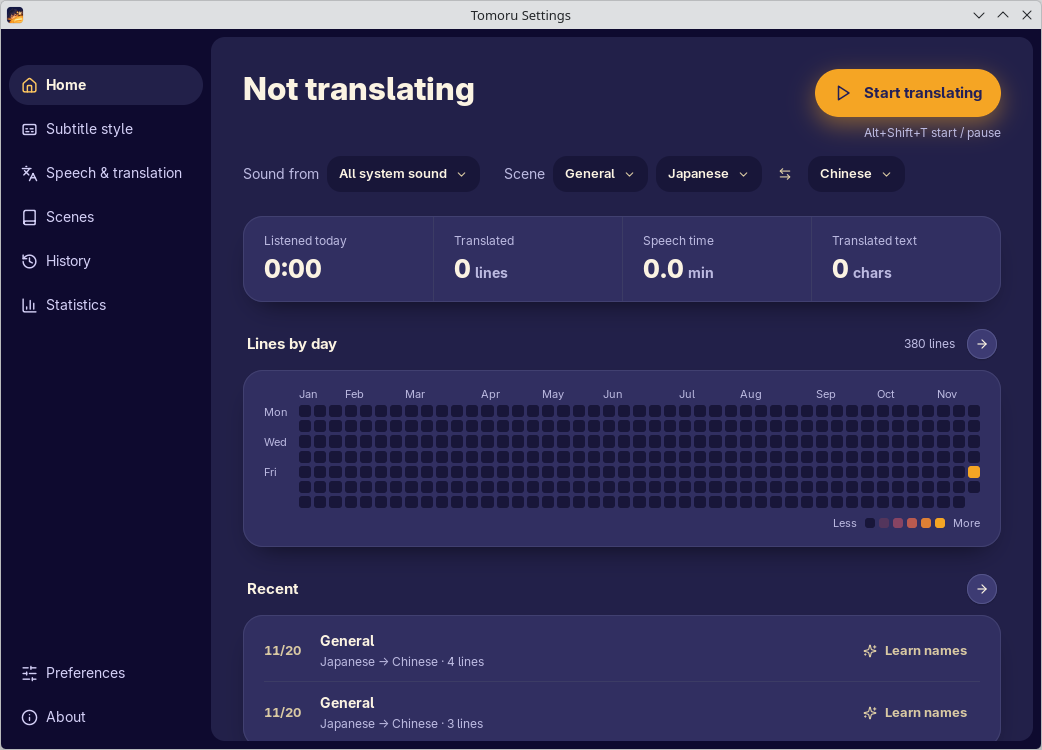 Tomoru Settings
Home
Subtitle style
Speech & translation
Scenes
History
Statistics
Preferences
About
Not translating
Start translating
Alt+Shift+T start / pause
Sound from All system sound Scene General Japanese Chinese
Listened today Translated Speech time Translated text
0:00 0 lines 0.0 min 0 chars
Lines by day 380 lines
Jan Feb Mar Apr May Jun Jul Aug Sep Oct Nov
Mon
Wed
Fri
Less More
Recent
General
11/20 Learn names
Japanese → Chinese · 4 lines
General
11/20 Learn names
Japanese → Chinese · 3 lines